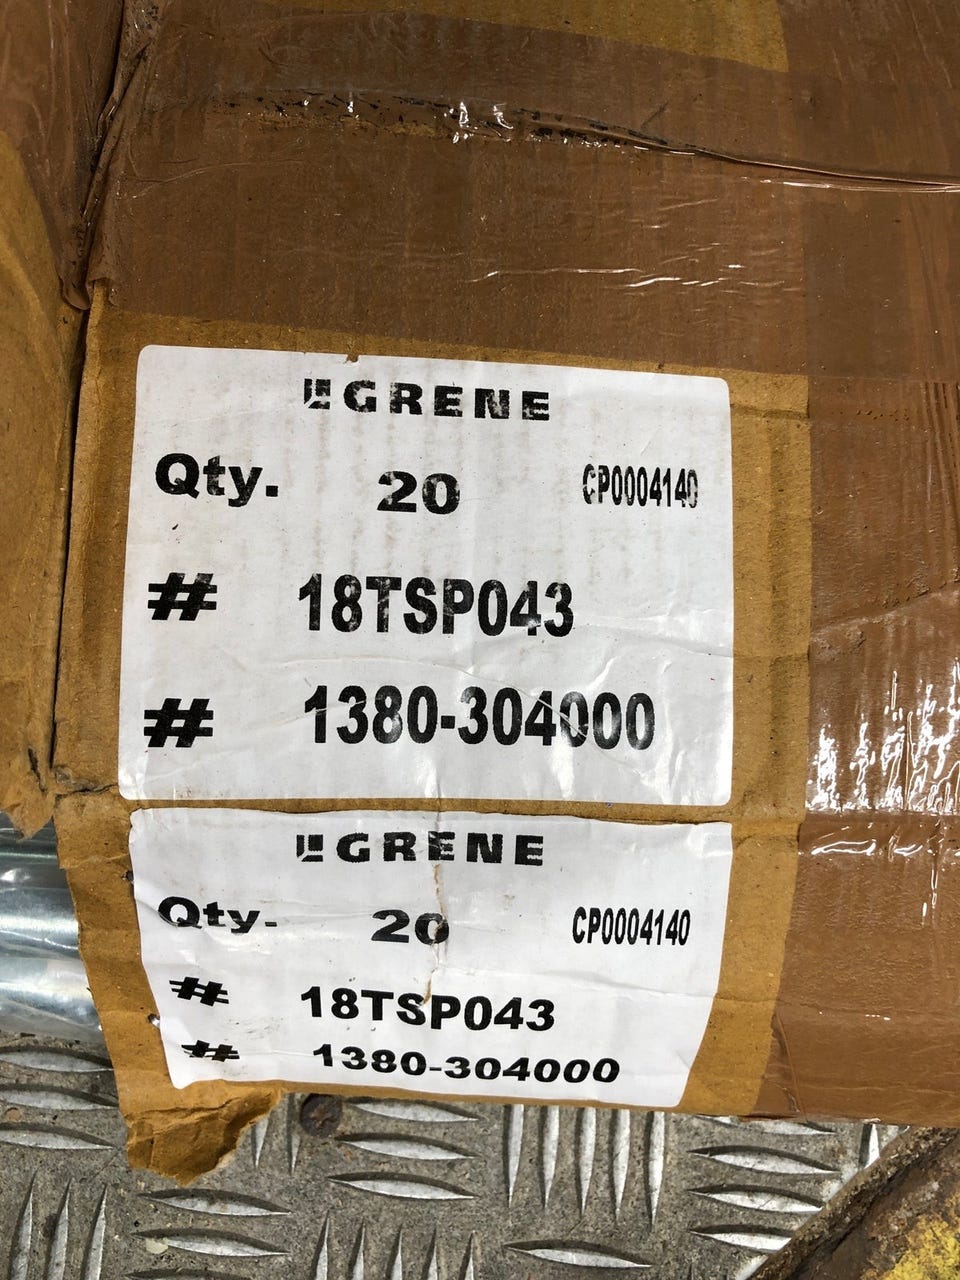 GRENE
Qty. 20 CP0004140
# 18TSP043
# 1380-304000
GRENE
Qty. 20 CP0004140
# 18TSP043
# 1380-304000